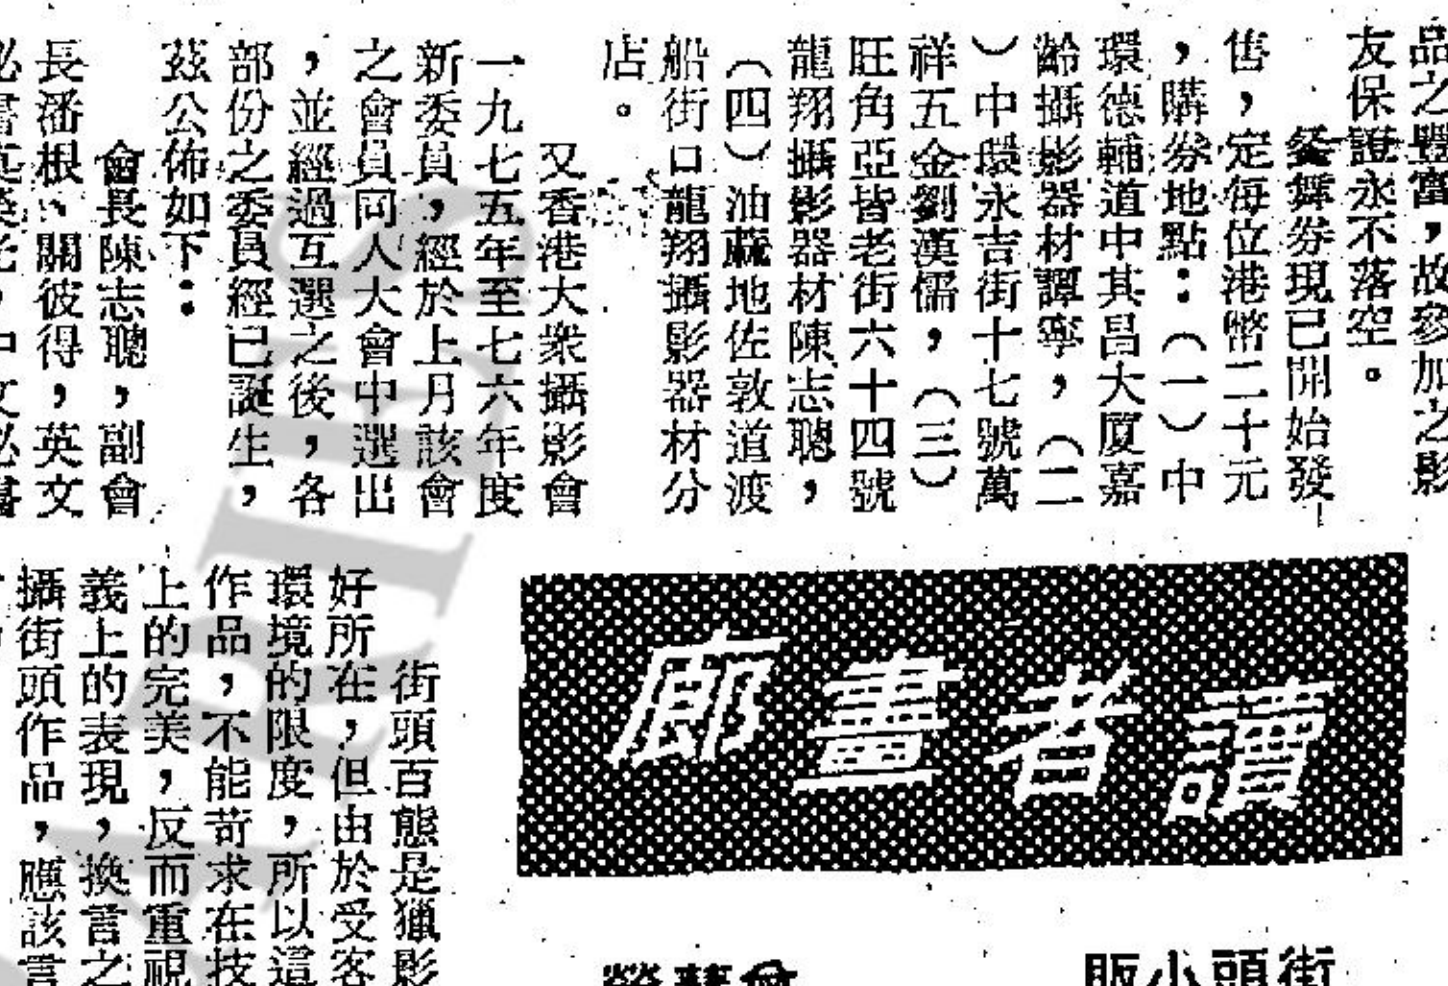 品之豐富，故參加之影
友保證永不落空。
餐舞券現已開始發
售，定每位港幣二十元
，購券地點：（一）中
環德輔道中其昌大厦嘉
齡攝影器材譚寧，（二
）中環永吉街十七號萬
祥五金劉漢儒，（三）
旺角亞皆老街六十四號
龍翔攝影器材陳志聰，
（四）油蔴地佐敦道渡
船街口龍翔攝影器材分
店。
又香港大衆攝影會
一九七五年至七六年度
新委員，經於上月該會
之會員同人大會中選出
，並經過互選之後，各
部份之委員經已誕生，
茲公佈如下：
會長陳志聰，副會
長潘根、關彼得，英文
讀者畫廊
街頭小販
街頭百態是獵影
好所在，但由於受客
環境的限度，所以這
作品，不能苛求在技
上的完美，反而重視
義上的表現，換言之
攝街頭作品，應該言